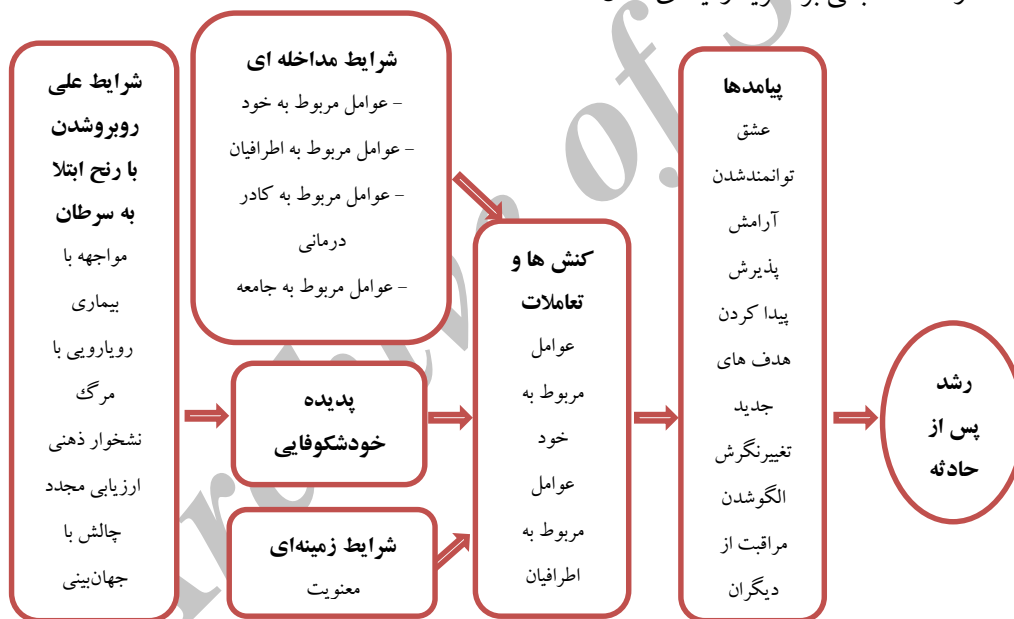 شرایط علی
روبروشدن
با رنح ابتلا
به سرطان
مواجهه با
بیماری
رویارویی با
مرگ
نشخوار ذهنی
ارزیابی مجدد
چالش با
جهان‌بینی
شرایط مداخله ای
- عوامل مربوط به خود
- عوامل مربوط به اطرافیان
- عوامل مربوط به کادر
درمانی
- عوامل مربوط به جامعه
پدیده
خودشکوفایی
شرایط زمینه‌ای
معنویت
کنش ها و
تعاملات
عوامل
مربوط به
خود
عوامل
مربوط به
اطرافیان
پیامدها
عشق
توانمندشدن
آرامش
پذیرش
پیدا کردن
هدف های
جدید
تغییرنگرش
الگوشدن
مراقبت از
دیگران
رشد
پس از
حادثه